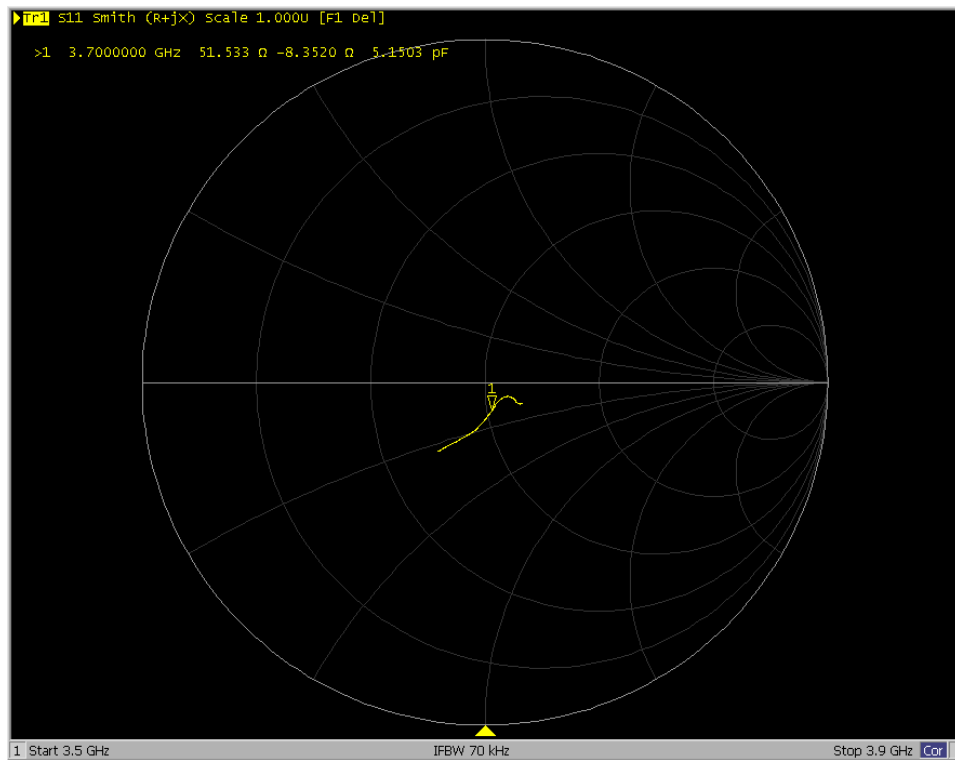 Tr1 S11 Smith (R+jX) Scale 1.000U [F1 Del]
>1 3.7000000 GHz 51.533 Ω -8.3520 Ω 5.1503 pF
1
1 Start 3.5 GHz IFBW 70 kHz Stop 3.9 GHz Cor